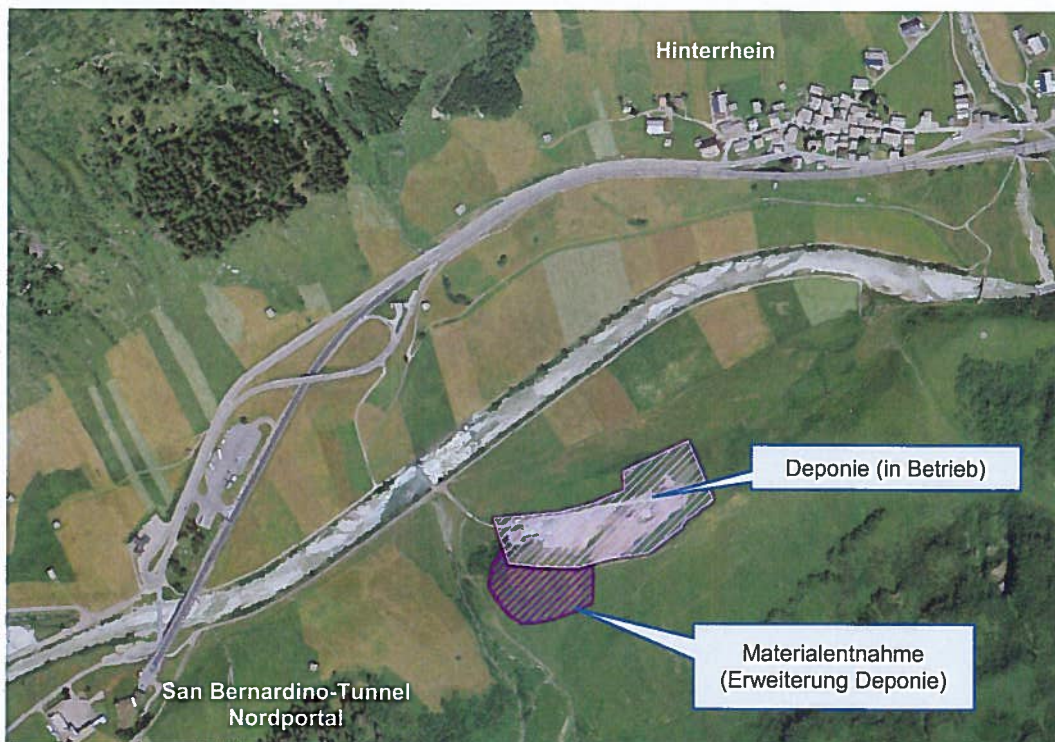 Hinterrhein
Deponie (in Betrieb)
Materialentnahme
(Erweiterung Deponie)
San Bernardino-Tunnel
Nordportal